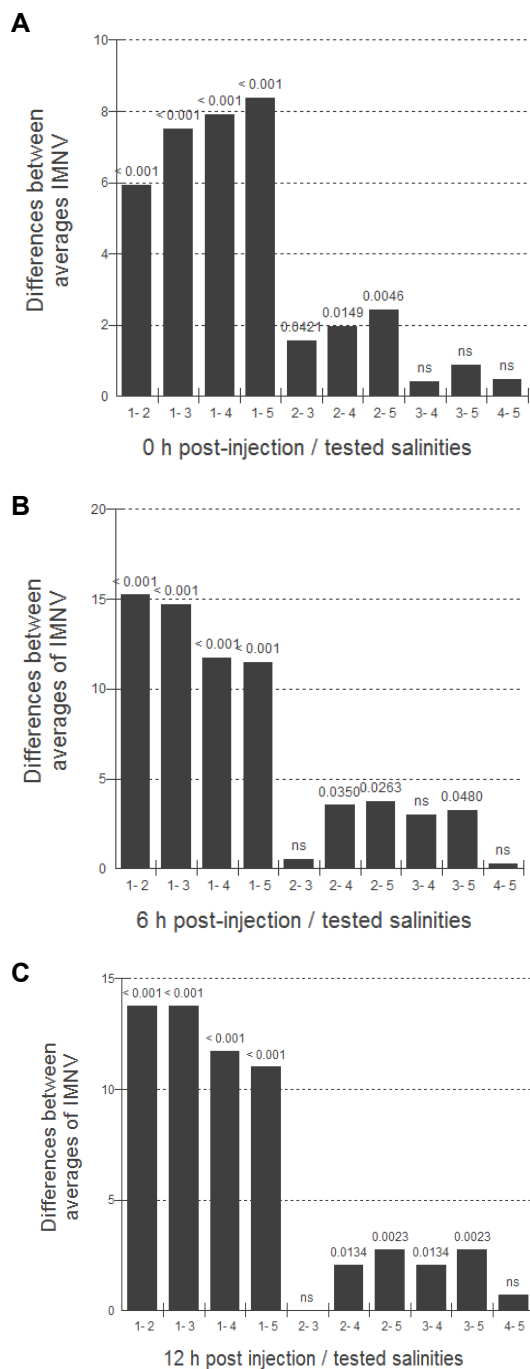 A
Differences between
averages IMNV
10
8
6
4
2
0
< 0.001
< 0.001
< 0.001
< 0.001
0.0421
0.0149
0.0046
ns
ns
ns
1- 2 1- 3 1- 4 1- 5 2- 3 2- 4 2- 5 3- 4 3- 5 4- 5
0 h post-injection / tested salinities
B
Differences between
averages of IMNV
20
15
10
5
0
< 0.001
< 0.001
< 0.001
< 0.001
ns
0.0350
0.0263
ns
0.0480
ns
1- 2 1- 3 1- 4 1- 5 2- 3 2- 4 2- 5 3- 4 3- 5 4- 5
6 h post-injection / tested salinities
C
Differences between
averages of IMNV
15
10
5
0
< 0.001
< 0.001
< 0.001
< 0.001
ns
0.0134
0.0023
0.0134
0.0023
ns
1- 2 1- 3 1- 4 1- 5 2- 3 2- 4 2- 5 3- 4 3- 5 4- 5
12 h post injection / tested salinities